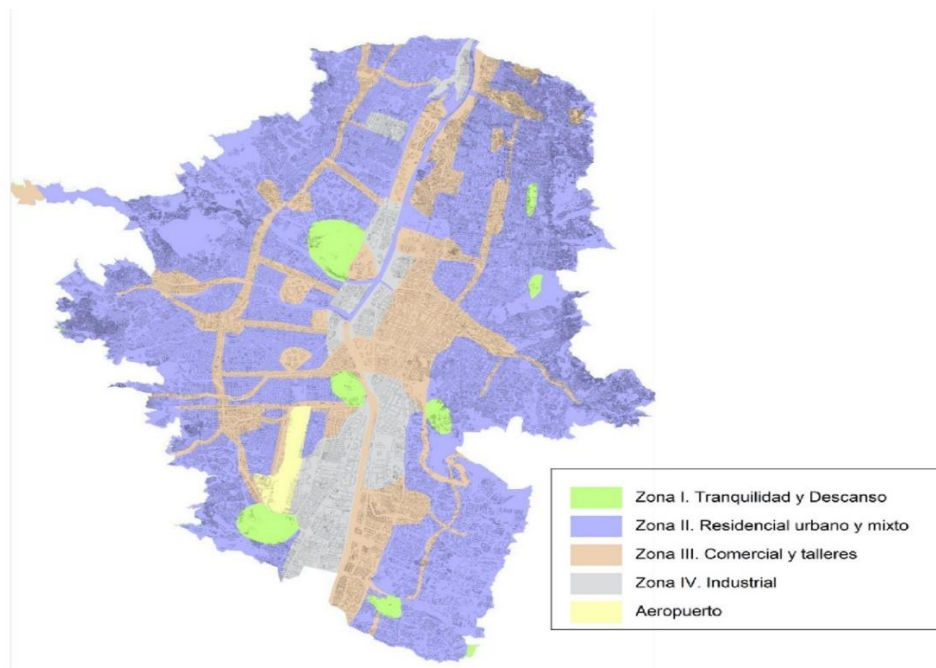 Zona I. Tranquilidad y Descanso
Zona II. Residencial urbano y mixto
Zona III. Comercial y talleres
Zona IV. Industrial
Aeropuerto